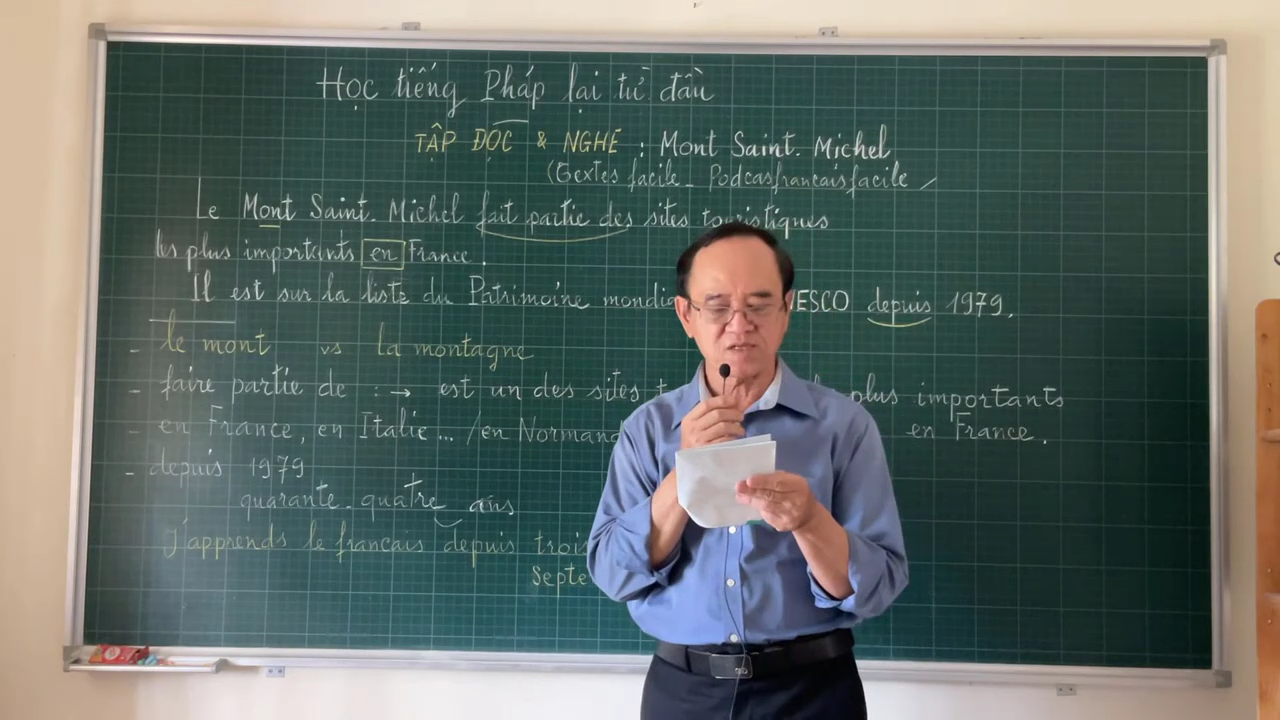 Học tiếng Pháp lại từ đầu
TẬP ĐỌC & NGHE : Mont Saint. Michel
(Textes facile _ Podcasfrancaisfacile /
Le Mont Saint. Michel fait partie des sites touristiques
les plus importants en France.
Il est sur la liste du Patrimoine mondia ESCO depuis 1979.
- le mont vs la montagne
- faire partie de : → est un des sites t plus importants
- en France, en Italie... /en Normand en France.
- depuis 1979
quarante. quatre ans
J'apprends le francais depuis trois
Septe